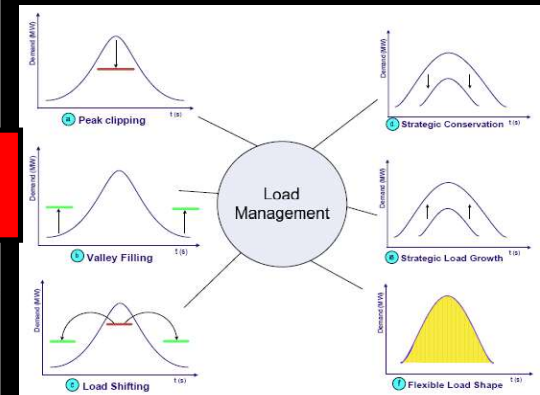 Demand (MW)
t (s)
a Peak clipping
Demand (MW)
t (s)
b Valley Filling
Demand (MW)
t (s)
c Load Shifting
Load
Management
Demand (MW)
t (s)
d Strategic Conservation
Demand (MW)
t (s)
e Strategic Load Growth
Demand (MW)
t (s)
f Flexible Load Shape